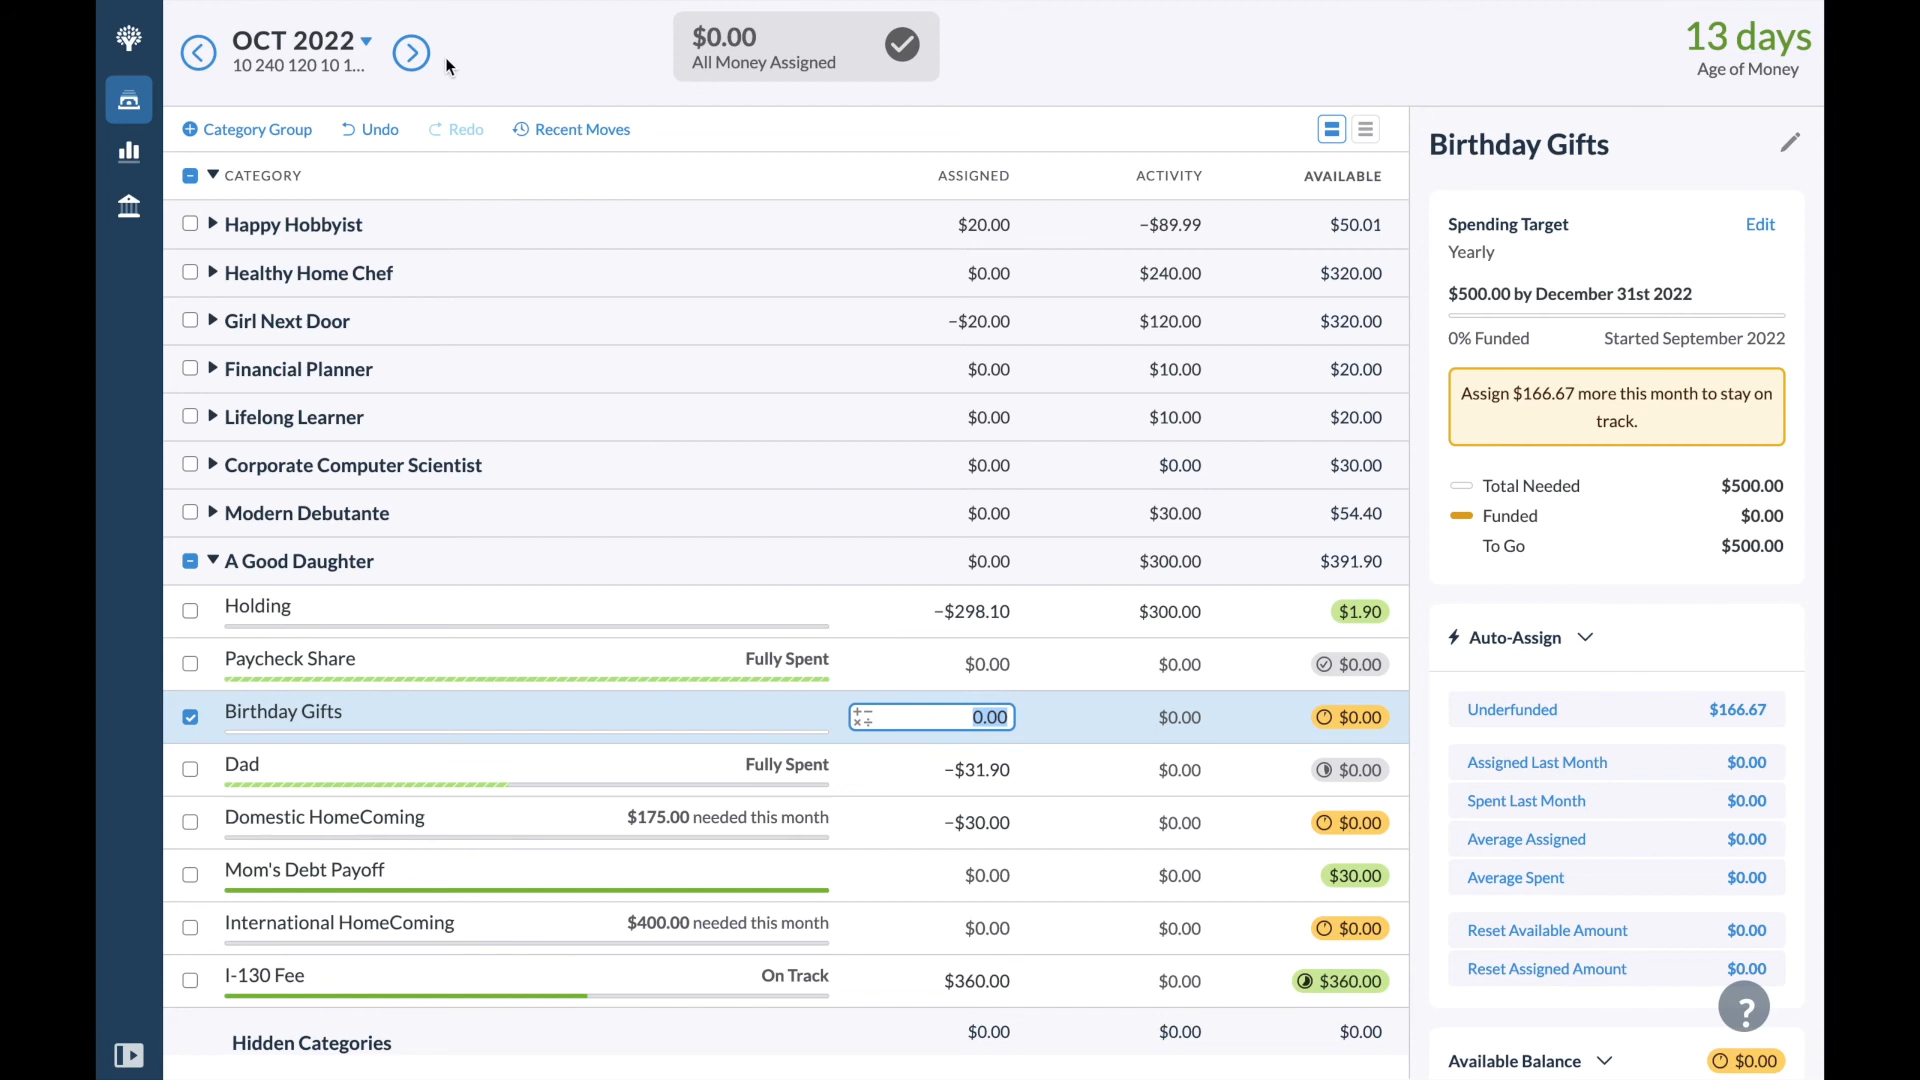 OCT 2022
10 240 120 10 1...
$0.00
All Money Assigned
13 days
Age of Money
Category Group Undo Redo Recent Moves
CATEGORY ASSIGNED ACTIVITY AVAILABLE
Happy Hobbyist $20.00 −$89.99 $50.01
Healthy Home Chef $0.00 $240.00 $320.00
Girl Next Door −$20.00 $120.00 $320.00
Financial Planner $0.00 $10.00 $20.00
Lifelong Learner $0.00 $10.00 $20.00
Corporate Computer Scientist $0.00 $0.00 $30.00
Modern Debutante $0.00 $30.00 $54.40
A Good Daughter $0.00 $300.00 $391.90
Holding −$298.10 $300.00 $1.90
Paycheck Share Fully Spent $0.00 $0.00 $0.00
Birthday Gifts 0.00 $0.00 $0.00
Dad Fully Spent −$31.90 $0.00 $0.00
Domestic HomeComing $175.00 needed this month −$30.00 $0.00 $0.00
Mom's Debt Payoff $0.00 $0.00 $30.00
International HomeComing $400.00 needed this month $0.00 $0.00 $0.00
I-130 Fee On Track $360.00 $0.00 $360.00
Hidden Categories $0.00 $0.00 $0.00
Birthday Gifts
Spending Target Edit
Yearly
$500.00 by December 31st 2022
0% Funded Started September 2022
Assign $166.67 more this month to stay on
track.
Total Needed $500.00
Funded $0.00
To Go $500.00
Auto-Assign
Underfunded $166.67
Assigned Last Month $0.00
Spent Last Month $0.00
Average Assigned $0.00
Average Spent $0.00
Reset Available Amount $0.00
Reset Assigned Amount $0.00
?
Available Balance $0.00